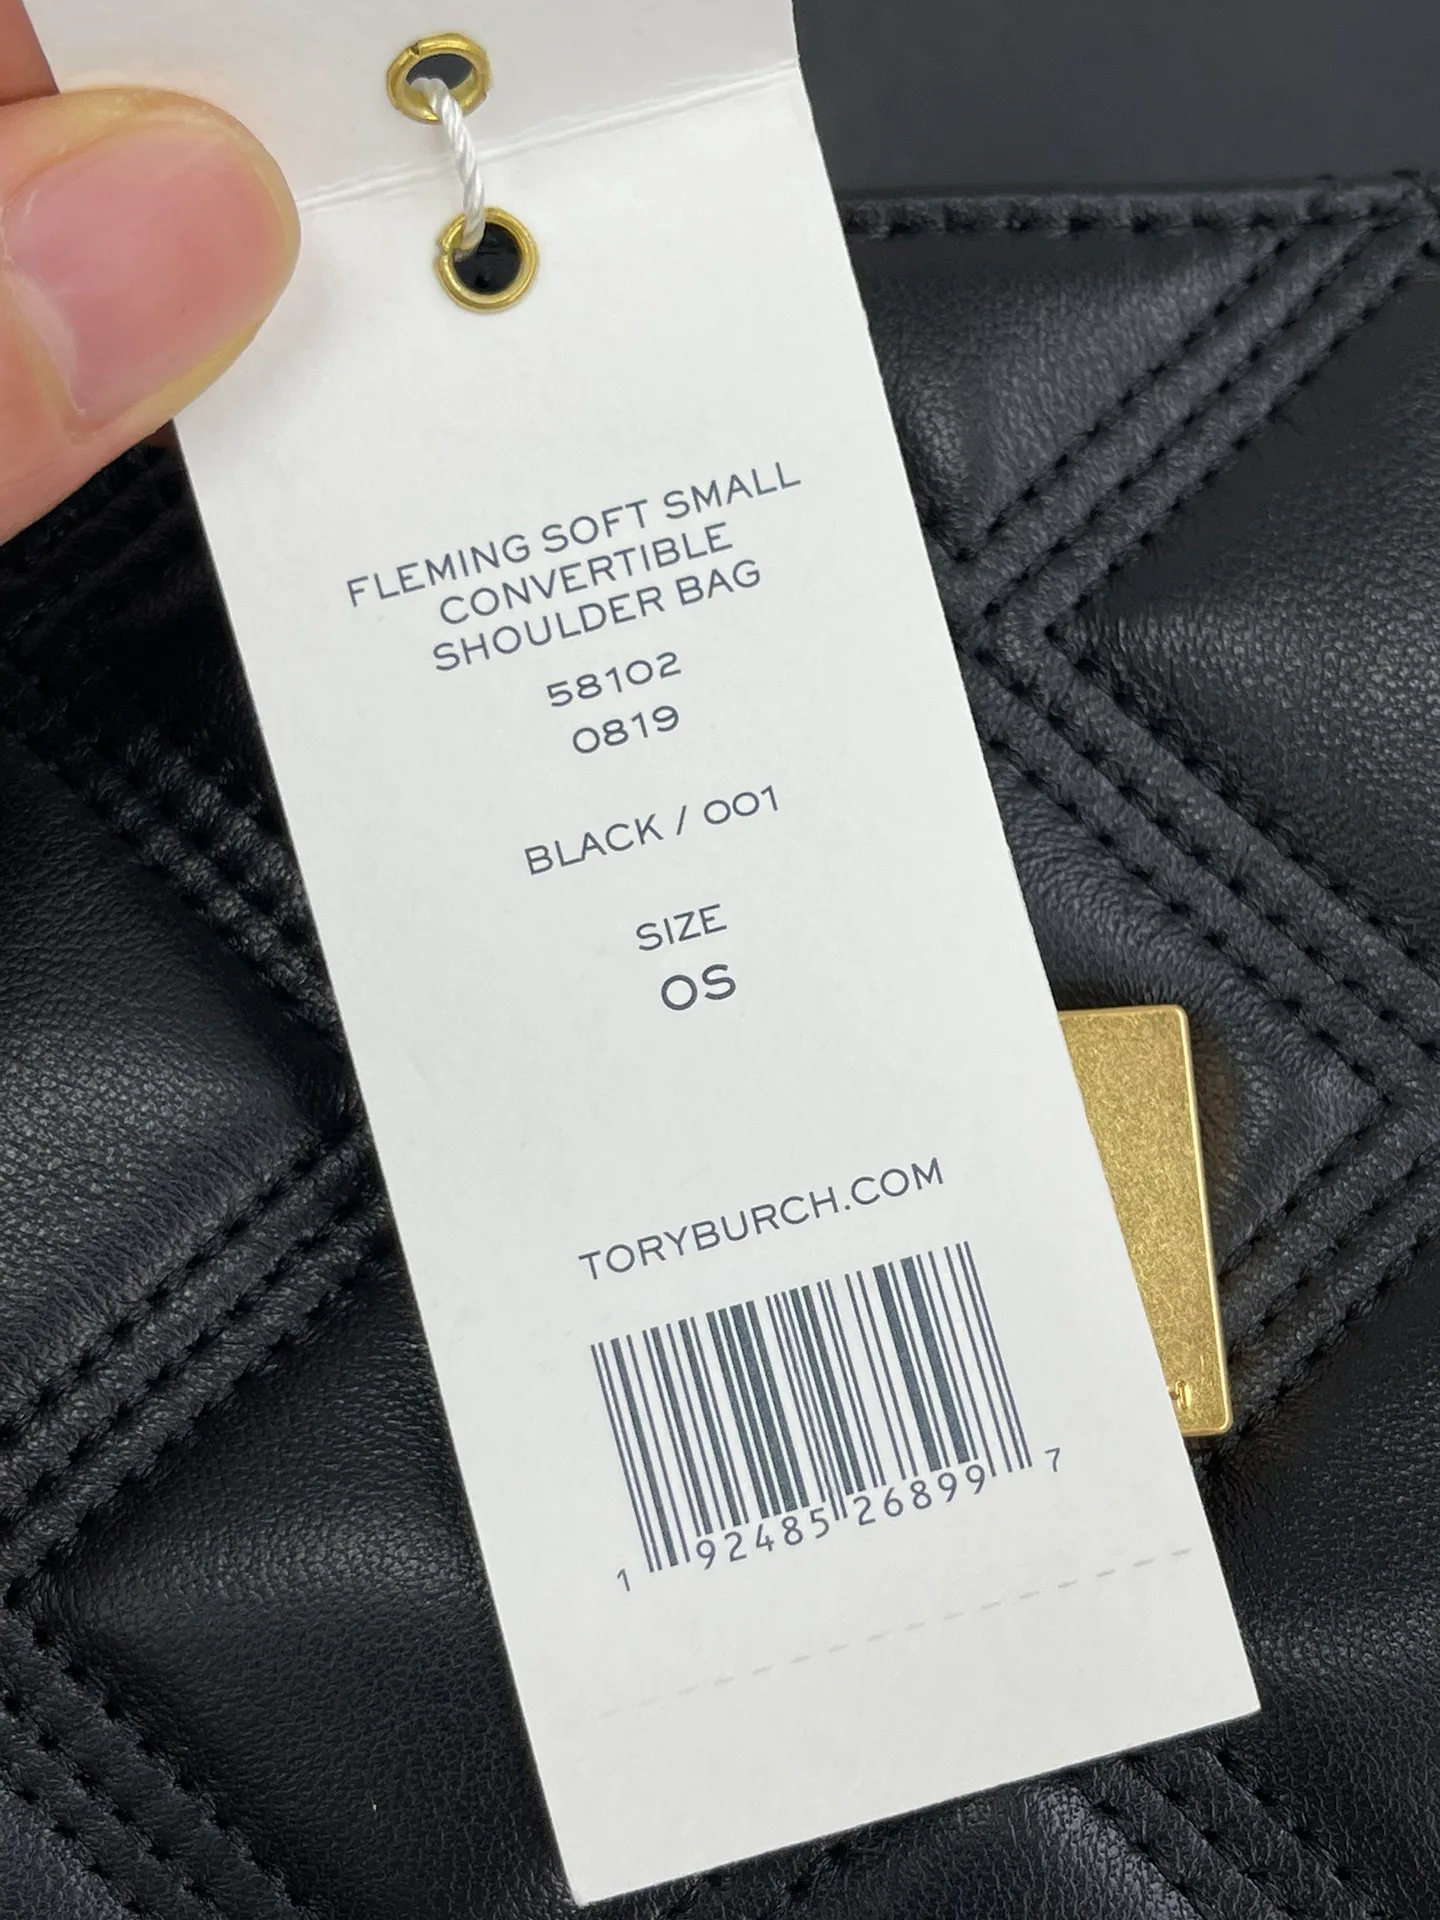 FLEMING SOFT SMALL
CONVERTIBLE
SHOULDER BAG
58102
0819
BLACK / 001
SIZE
OS
TORYBURCH.COM
1 92485 26899 7